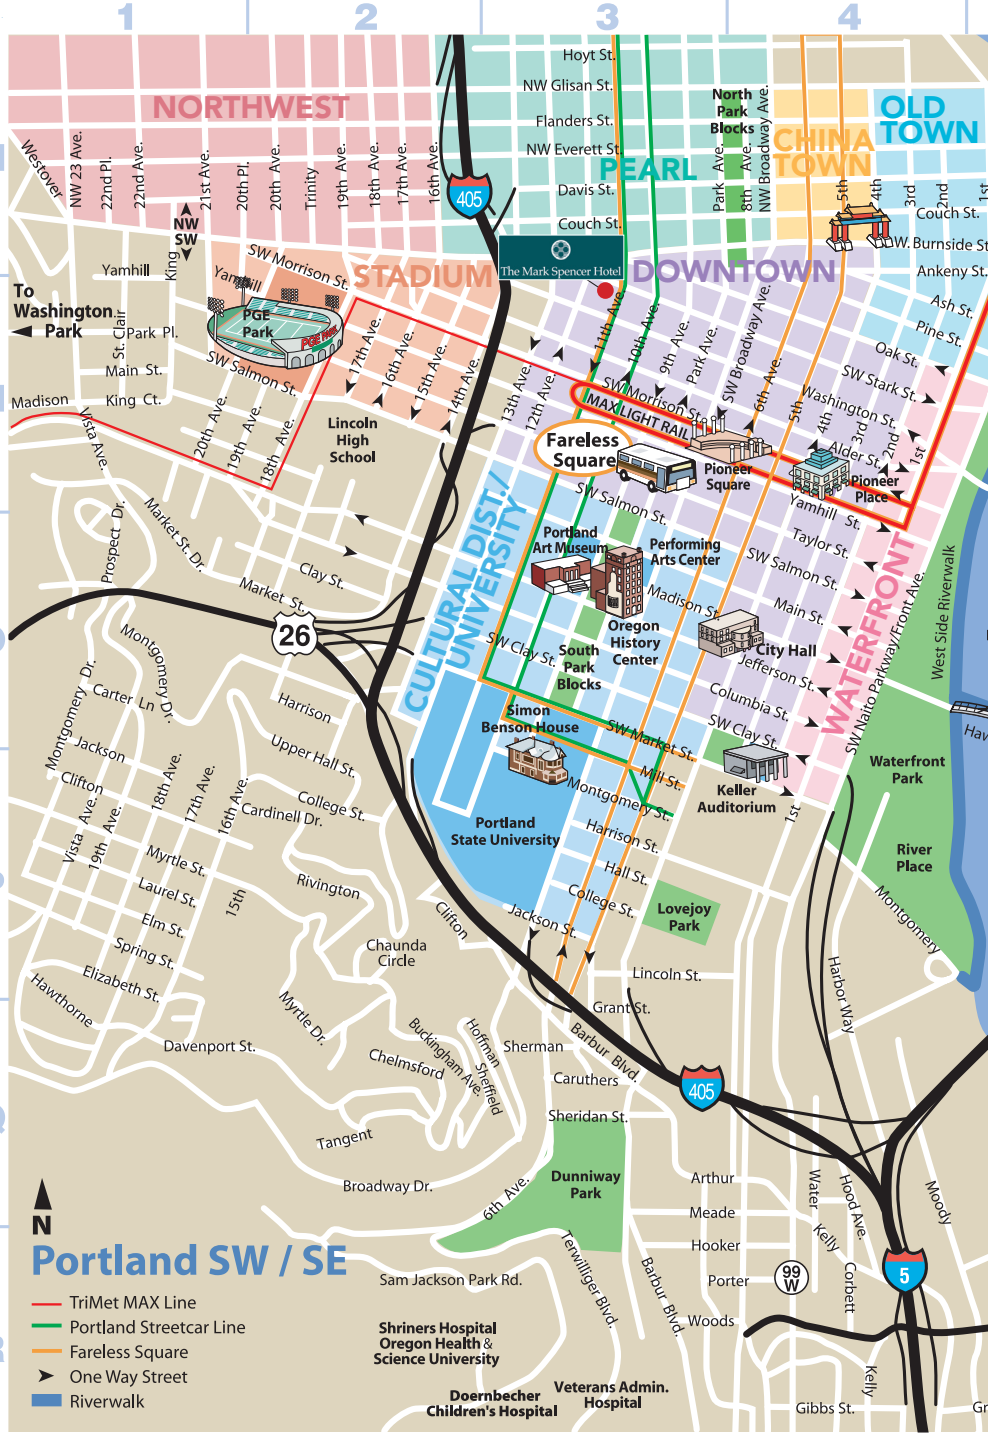 1
2
3
4
NORTHWEST
PEARL
CHINA
TOWN
OLD
TOWN
Hoyt St.
NW Glisan St.
Flanders St.
NW Everett St.
Davis St.
Couch St.
North
Park
Blocks
Park Ave.
8th Ave.
NW Broadway Ave.
5th
4th
3rd
2nd
1st
Couch St.
W. Burnside St
Ankeny St.
Ash St.
Pine St.
Oak St.
SW Stark St.
Washington St.
Alder St.
Westover
NW 23 Ave.
22nd Pl.
22nd Ave.
21st Ave.
20th Pl.
20th Ave.
Trinity
19th Ave.
18th Ave.
17th Ave.
16th Ave.
405
NW
SW
King
Yamhill
To
Washington
Park
St. Clair
Park Pl.
Main St.
King Ct.
Madison
Vista Ave.
SW Morrison St.
Yamhill
STADIUM
PGE
Park
PGE PARK
SW Salmon St.
17th Ave.
16th Ave.
15th Ave.
14th Ave.
20th Ave.
19th Ave.
18th Ave.
Lincoln
High
School
The Mark Spencer Hotel
DOWNTOWN
13th Ave.
12th Ave.
11th Ave.
10th Ave.
9th Ave.
Park Ave.
SW Broadway Ave.
6th Ave.
5th
4th
3rd
2nd
1st
SW Morrison St.
MAX LIGHT RAIL
Fareless
Square
Pioneer
Square
Pioneer
Place
Yamhill St.
Taylor St.
SW Salmon St.
Main St.
SW Salmon St.
CULTURAL DIST./
UNIVERSITY
Portland
Art Museum
Performing
Arts Center
Madison St.
Oregon
History
Center
City Hall
Jefferson St.
Columbia St.
SW Clay St.
SW Clay St.
South
Park
Blocks
WATERFRONT
SW Naito Parkway/Front Ave.
West Side Riverwalk
Haw
Prospect Dr.
Market St. Dr.
Clay St.
Market St.
26
Montgomery Dr.
Montgomery Dr.
Carter Ln
Jackson
Clifton
Harrison
Upper Hall St.
College St.
Cardinell Dr.
18th Ave.
17th Ave.
16th Ave.
Vista Ave.
19th Ave.
15th
Myrtle St.
Laurel St.
Elm St.
Spring St.
Elizabeth St.
Hawthorne
Rivington
Davenport St.
Myrtle Dr.
Chaunda
Circle
Clifton
Simon
Benson House
Portland
State University
SW Market St.
Mill St.
Montgomery St.
Harrison St.
Hall St.
College St.
Jackson St.
Keller
Auditorium
1st
Waterfront
Park
River
Place
Montgomery
Lovejoy
Park
Lincoln St.
Grant St.
Harbor Way
Barbur Blvd.
Sherman
Caruthers
Sheridan St.
Buckingham Ave.
Hoffman
Sheffield
Chelmsford
Tangent
Broadway Dr.
6th Ave.
Dunniway
Park
405
Arthur
Meade
Hooker
Porter
Woods
Water
Hood Ave.
Kelly
Corbett
Moody
99
W
5
Kelly
Gibbs St.
Gr
Terwilliger Blvd.
Barbur Blvd.
Sam Jackson Park Rd.
Shriners Hospital
Oregon Health &
Science University
Doernbecher
Children's Hospital
Veterans Admin.
Hospital
N
Portland SW / SE
TriMet MAX Line
Portland Streetcar Line
Fareless Square
One Way Street
Riverwalk